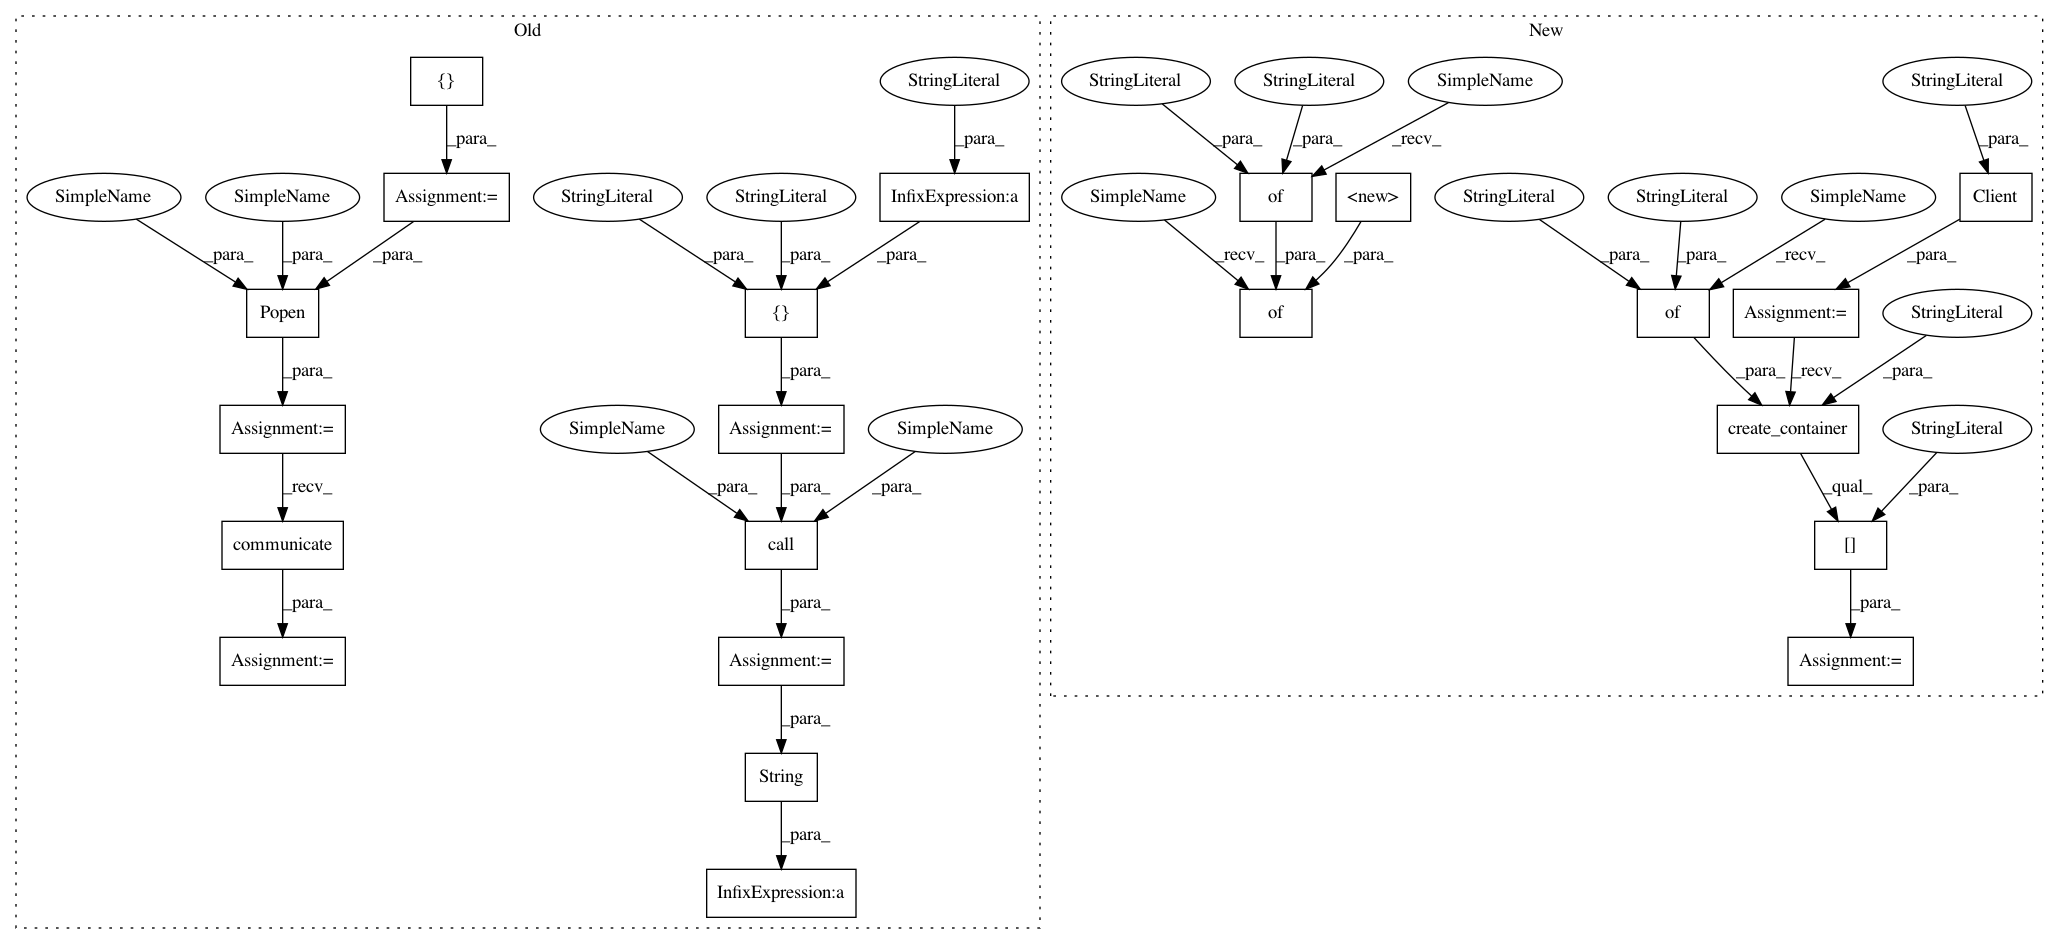 Old
New
{}
StringLiteral
StringLiteral
StringLiteral
SimpleName
StringLiteral
_para_
_para_
_para_
_para_
_recv_
_para_
SimpleName
SimpleName
Assignment:=
StringLiteral
StringLiteral
InfixExpression:a
SimpleName
of
<new>
StringLiteral
StringLiteral
SimpleName
Client
_para_
_para_
_para_
_para_
_para_
_para_
_recv_
_para_
_para_
_para_
_para_
_recv_
_para_
Popen
{}
of
of
Assignment:=
StringLiteral
_para_
_para_
_para_
_recv_
_para_
Assignment:=
SimpleName
Assignment:=
SimpleName
create_container
StringLiteral
_recv_
_para_
_para_
_para_
_qual_
_para_
communicate
call
[]
_para_
_para_
_para_
Assignment:=
Assignment:=
Assignment:=
_para_
String
_para_
InfixExpression:a